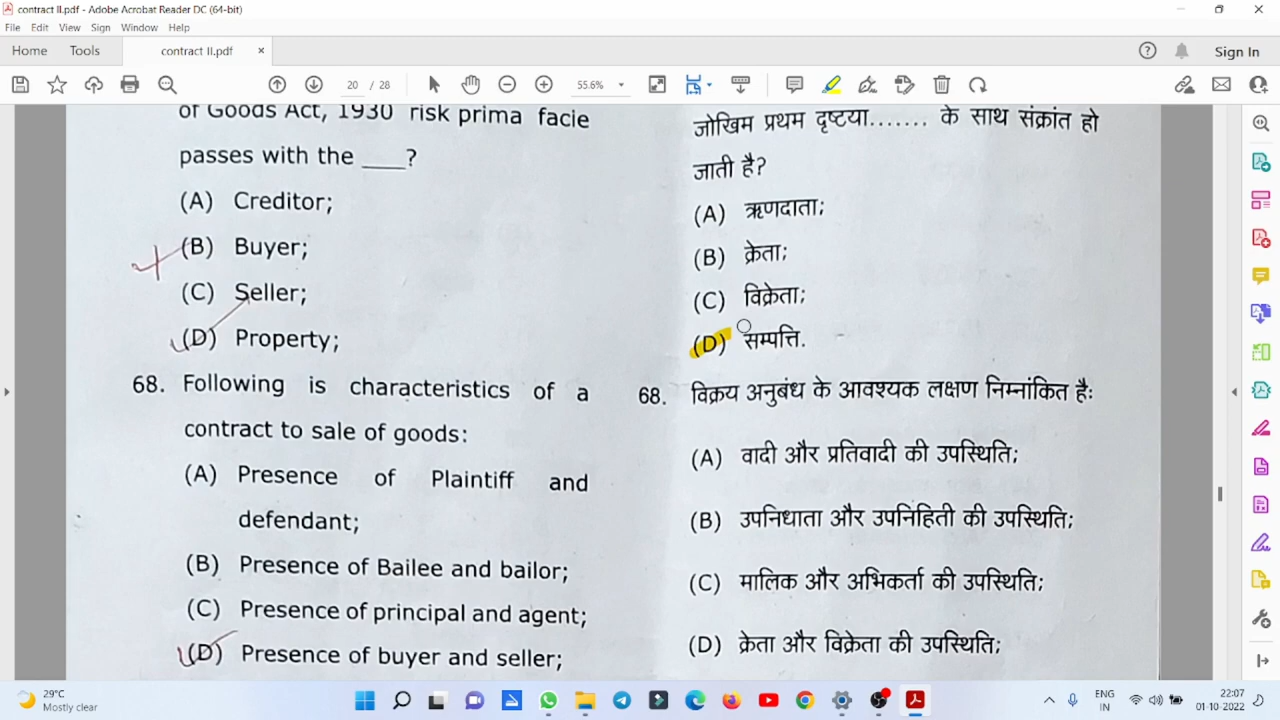 contract II.pdf - Adobe Acrobat Reader DC (64-bit)
File Edit View Sign Window Help
Home Tools contract II.pdf × Sign In
20 / 28 55.6%
of Goods Act, 1930 risk prima facie
passes with the ____?
(A) Creditor;
(B) Buyer;
(C) Seller;
(D) Property;
68. Following is characteristics of a
contract to sale of goods:
(A) Presence of Plaintiff and
defendant;
(B) Presence of Bailee and bailor;
(C) Presence of principal and agent;
(D) Presence of buyer and seller;
जोखिम प्रथम दृष्टया....... के साथ संक्रांत हो
जाती है?
(A) ऋणदाता;
(B) क्रेता;
(C) विक्रेता;
(D) सम्पत्ति.
68. विक्रय अनुबंध के आवश्यक लक्षण निम्नांकित है:
(A) वादी और प्रतिवादी की उपस्थिति;
(B) उपनिधाता और उपनिहिती की उपस्थिति;
(C) मालिक और अभिकर्ता की उपस्थिति;
(D) क्रेता और विक्रेता की उपस्थिति;
29°C
Mostly clear
ENG
IN
22:07
01-10-2022